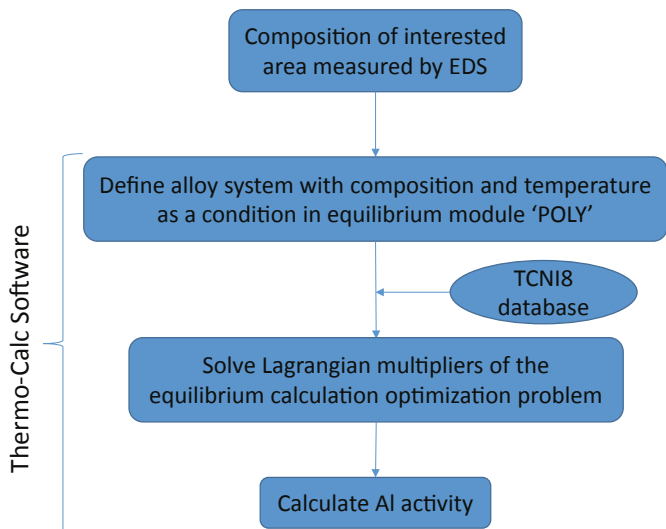 Composition of interested
area measured by EDS
Define alloy system with composition and temperature
as a condition in equilibrium module ‘POLY’
TCNI8
database
Solve Lagrangian multipliers of the
equilibrium calculation optimization problem
Calculate Al activity
Thermo-Calc Software